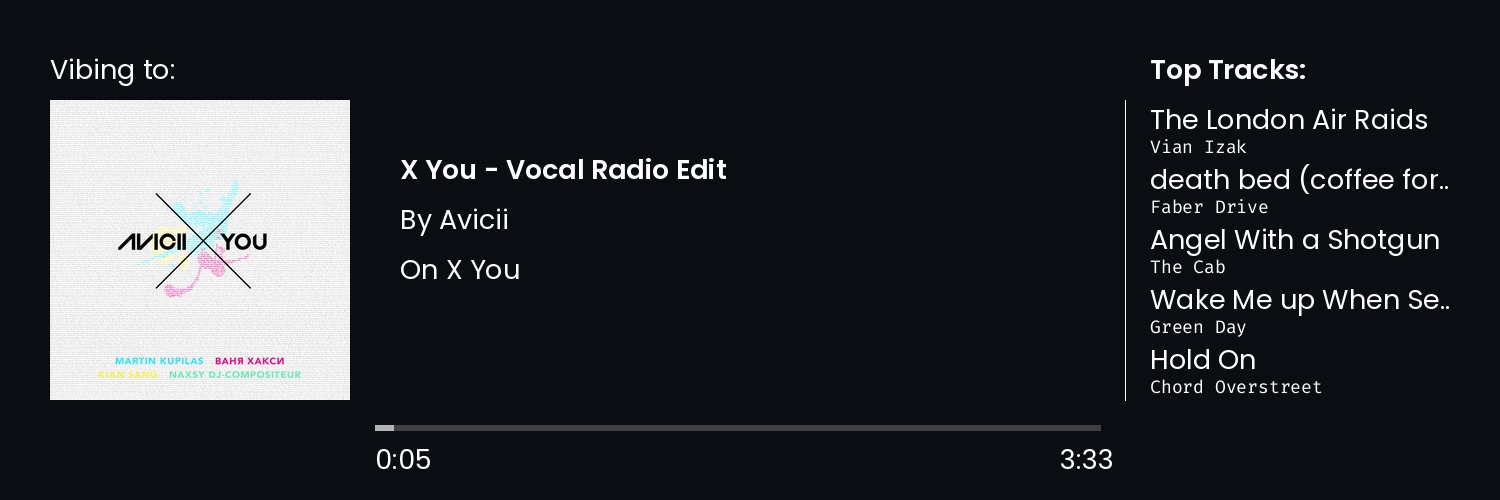 Vibing to:
AVICII YOU
MARTIN KUPILAS ВАНЯ ХАКСИ
XIAN SANG NAXSY DJ-COMPOSITEUR
X You - Vocal Radio Edit
By Avicii
On X You
0:05
3:33
Top Tracks:
The London Air Raids
Vian Izak
death bed (coffee for..
Faber Drive
Angel With a Shotgun
The Cab
Wake Me up When Se..
Green Day
Hold On
Chord Overstreet